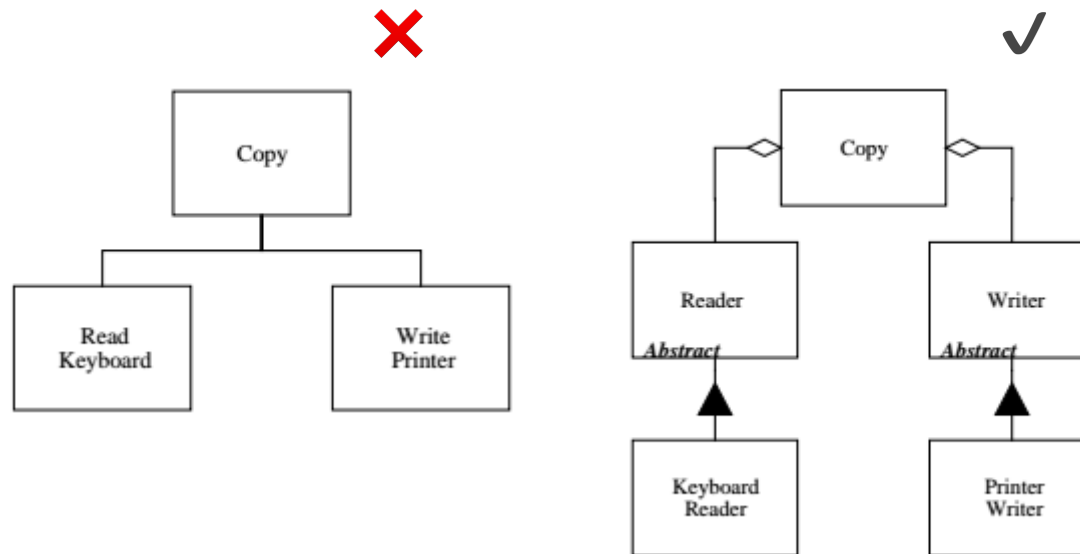 Copy
Read
Keyboard
Write
Printer
Copy
Reader
Abstract
Writer
Abstract
Keyboard
Reader
Printer
Writer